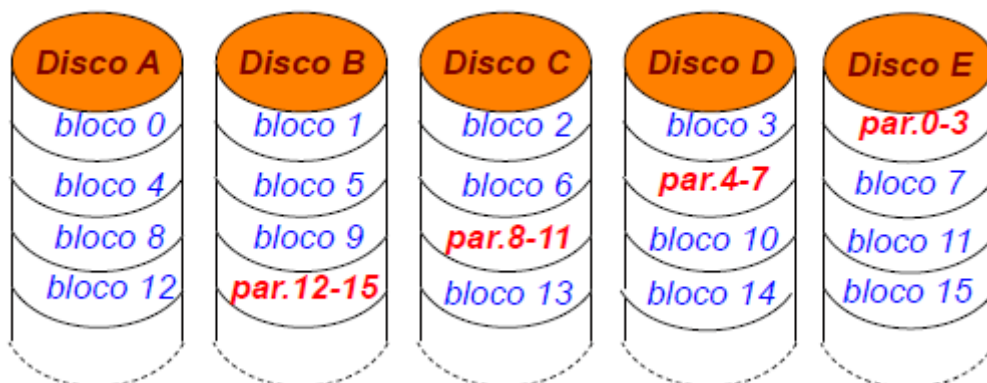 Disco A Disco B Disco C Disco D Disco E
bloco 0 bloco 1 bloco 2 bloco 3 par.0-3
bloco 4 bloco 5 bloco 6 par.4-7 bloco 7
bloco 8 bloco 9 par.8-11 bloco 10 bloco 11
bloco 12 par.12-15 bloco 13 bloco 14 bloco 15